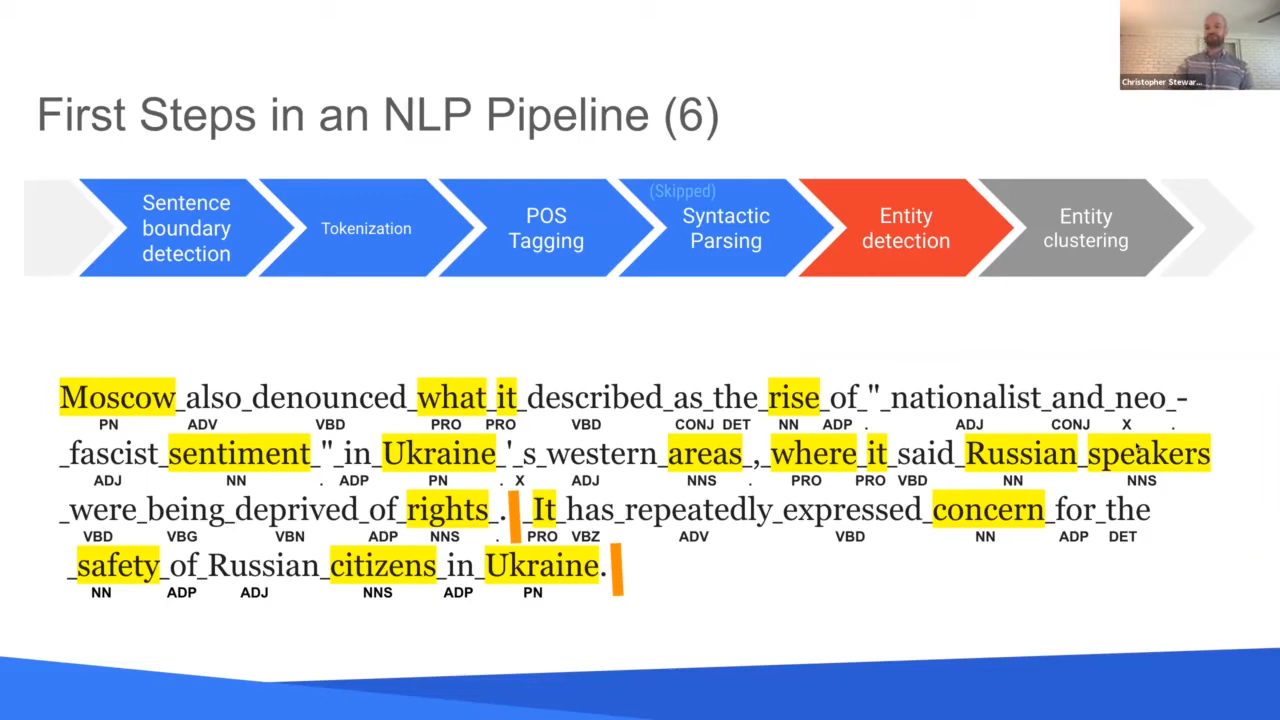 Christopher Stewar...
First Steps in an NLP Pipeline (6)
Sentence
boundary
detection
Tokenization
POS
Tagging
(Skipped)
Syntactic
Parsing
Entity
detection
Entity
clustering
Moscow_also_denounced_what_it_described_as_the_rise_of_"_nationalist_and_neo_-
PN ADV VBD PRO PRO VBD CONJ DET NN ADP . ADJ CONJ X .
_fascist_sentiment_"_in_Ukraine_'_s_western_areas_,_where_it_said_Russian_speakers
ADJ NN . ADP PN . X ADJ NNS . PRO PRO VBD NN NNS
_were_being_deprived_of_rights_._It_has_repeatedly_expressed_concern_for_the
VBD VBG VBN ADP NNS . PRO VBZ ADV VBD NN ADP DET
_safety_of_Russian_citizens_in_Ukraine.
NN ADP ADJ NNS ADP PN